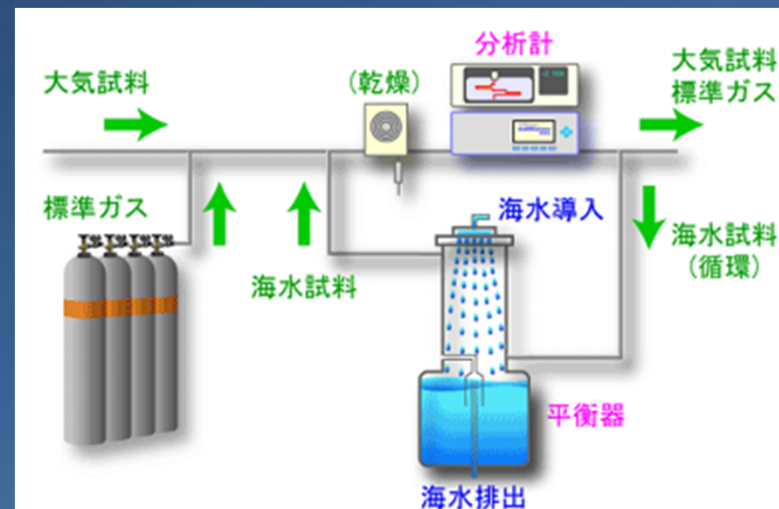 分析計
大気試料
(乾燥)
大気試料
標準ガス
標準ガス
海水導入
海水試料
海水試料
(循環)
平衡器
海水排出